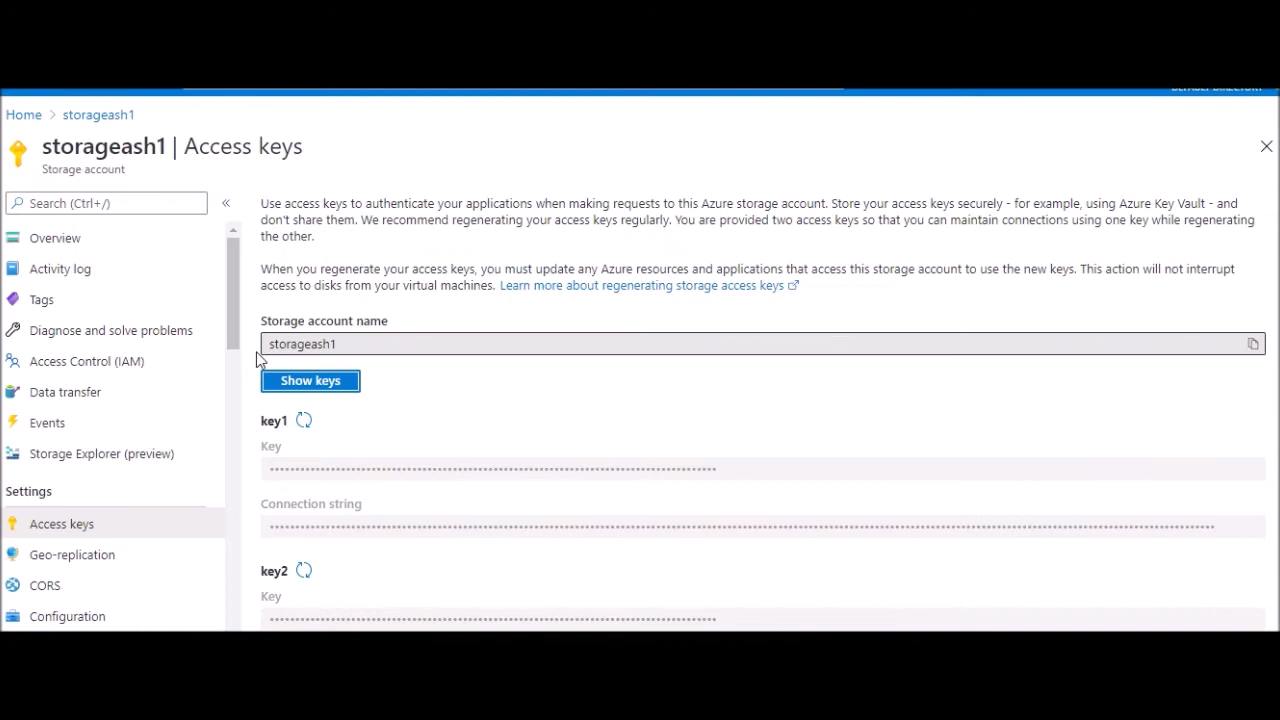 DEFAULT DIRECTORY
Home > storageash1
storageash1 | Access keys
Storage account
Search (Ctrl+/)
«
Overview
Activity log
Tags
Diagnose and solve problems
Access Control (IAM)
Data transfer
Events
Storage Explorer (preview)
Settings
Access keys
Geo-replication
CORS
Configuration
Use access keys to authenticate your applications when making requests to this Azure storage account. Store your access keys securely - for example, using Azure Key Vault - and
don't share them. We recommend regenerating your access keys regularly. You are provided two access keys so that you can maintain connections using one key while regenerating
the other.
When you regenerate your access keys, you must update any Azure resources and applications that access this storage account to use the new keys. This action will not interrupt
access to disks from your virtual machines. Learn more about regenerating storage access keys
Storage account name
storageash1
Show keys
key1
Key
Connection string
key2
Key